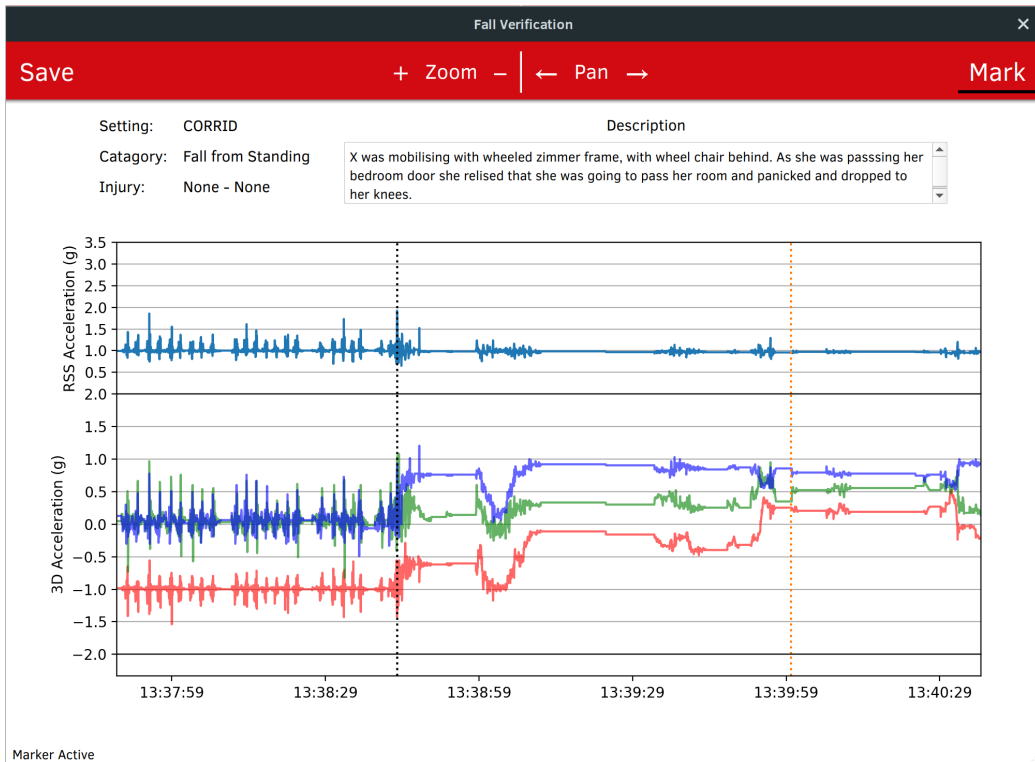 Fall Verification ×
Save + Zoom – ← Pan → Mark
Setting: CORRID
Description
Catagory: Fall from Standing
Injury: None - None
X was mobilising with wheeled zimmer frame, with wheel chair behind. As she was passsing her
bedroom door she relised that she was going to pass her room and panicked and dropped to
her knees.
RSS Acceleration (g)
3.5
3.0
2.5
2.0
1.5
1.0
0.5
2.0
3D Acceleration (g)
1.5
1.0
0.5
0.0
−0.5
−1.0
−1.5
−2.0
13:37:59 13:38:29 13:38:59 13:39:29 13:39:59 13:40:29
Marker Active